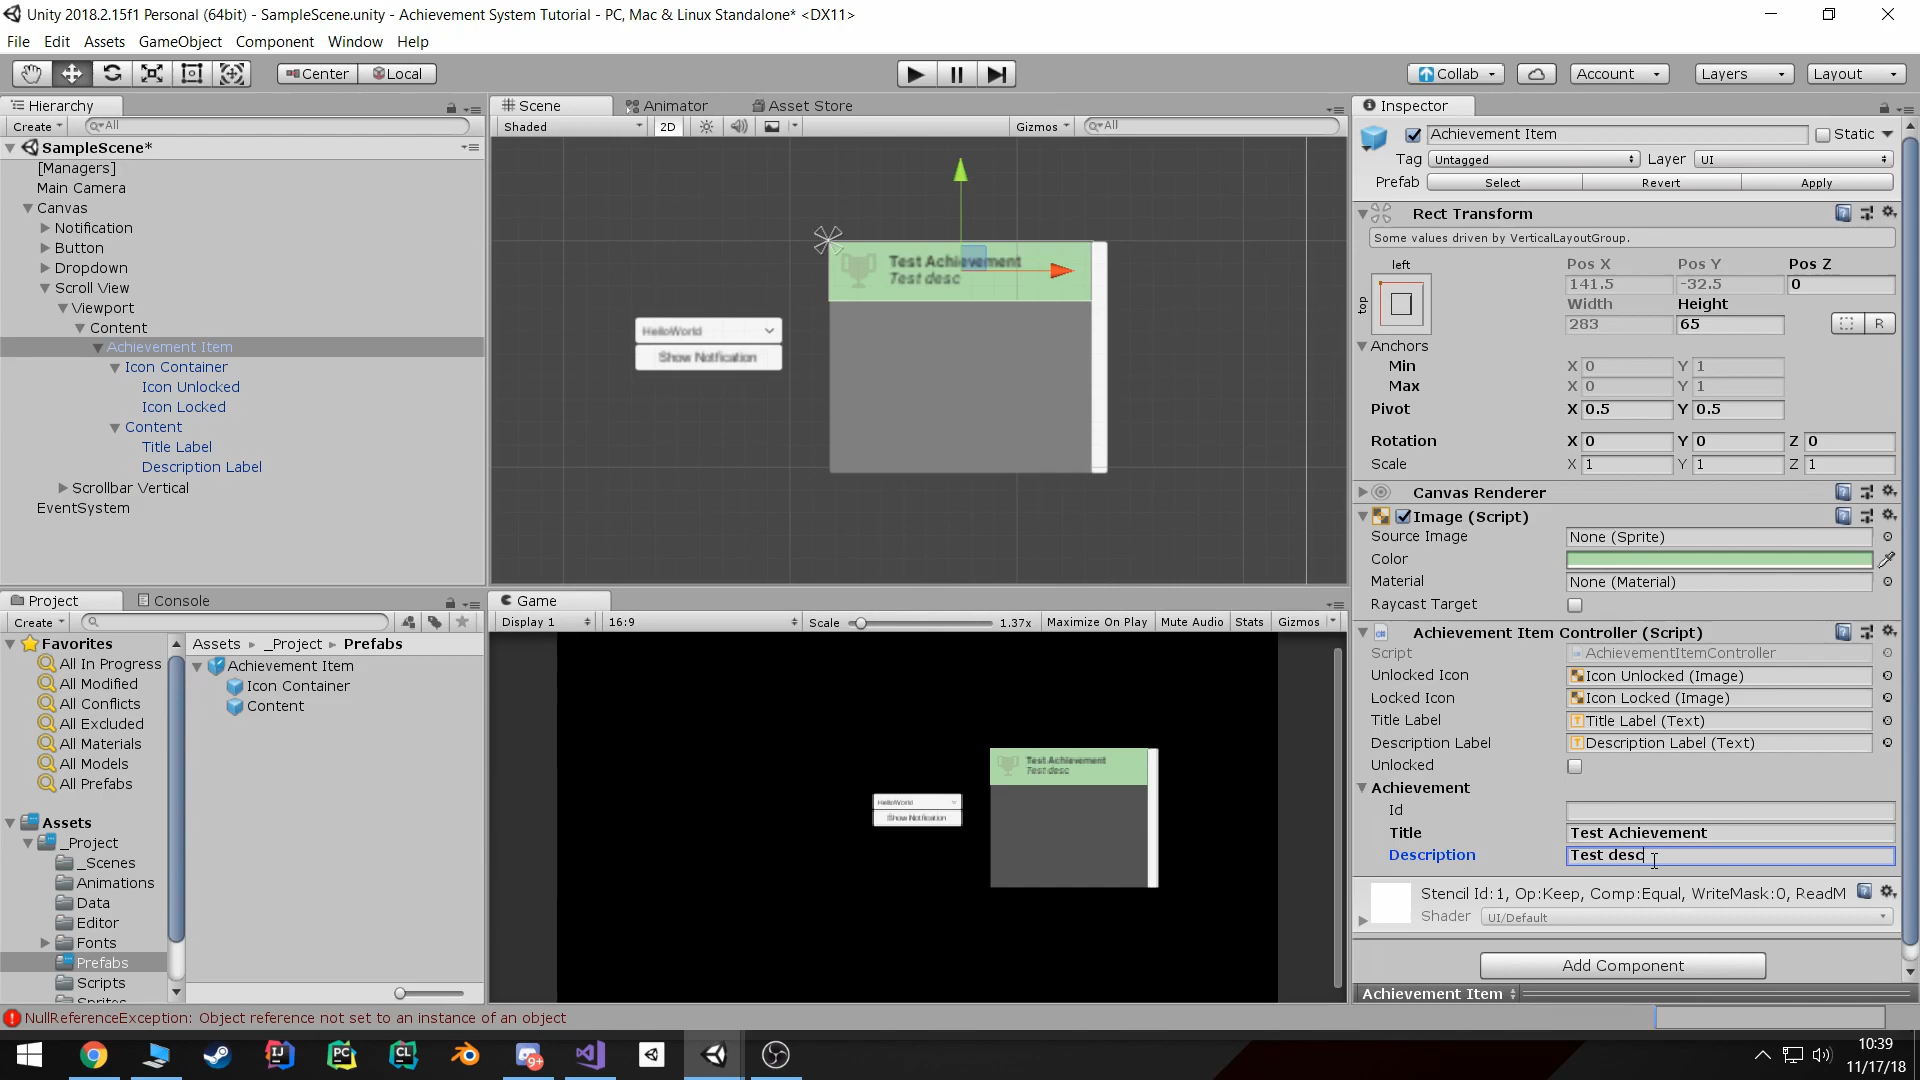 Unity 2018.2.15f1 Personal (64bit) - SampleScene.unity - Achievement System Tutorial - PC, Mac & Linux Standalone* <DX11>
File Edit Assets GameObject Component Window Help
Center Local Collab Account Layers Layout
Hierarchy
Create All
SampleScene*
[Managers]
Main Camera
Canvas
Notification
Button
Dropdown
Scroll View
Viewport
Content
Achievement Item
Icon Container
Icon Unlocked
Icon Locked
Content
Title Label
Description Label
Scrollbar Vertical
EventSystem
Scene Animator Asset Store
Shaded 2D Gizmos All
Test Achievement
Test desc
HelloWorld
Show Notfication
Project Console
Create
Favorites
All In Progress
All Modified
All Conflicts
All Excluded
All Materials
All Models
All Prefabs
Assets
_Project
_Scenes
Animations
Data
Editor
Fonts
Prefabs
Scripts
Sprites
Assets _Project Prefabs
Achievement Item
Icon Container
Content
Game
Display 1 16:9 Scale 1.37x Maximize On Play Mute Audio Stats Gizmos
Test Achievement
Test desc
HelloWorld
Show Notfication
Inspector
Achievement Item Static
Tag Untagged Layer UI
Prefab Select Revert Apply
Rect Transform
Some values driven by VerticalLayoutGroup.
left Pos X Pos Y Pos Z
top 141.5 -32.5 0
Width Height
283 65 R
Anchors
Min X 0 Y 1
Max X 0 Y 1
Pivot X 0.5 Y 0.5
Rotation X 0 Y 0 Z 0
Scale X 1 Y 1 Z 1
Canvas Renderer
Image (Script)
Source Image None (Sprite)
Color
Material None (Material)
Raycast Target
Achievement Item Controller (Script)
Script AchievementItemController
Unlocked Icon Icon Unlocked (Image)
Locked Icon Icon Locked (Image)
Title Label Title Label (Text)
Description Label Description Label (Text)
Unlocked
Achievement
Id
Title Test Achievement
Description Test desc
Stencil Id:1, Op:Keep, Comp:Equal, WriteMask:0, ReadM
Shader UI/Default
Add Component
Achievement Item
NullReferenceException: Object reference not set to an instance of an object
IJ PC CL 9+
10:39
11/17/18